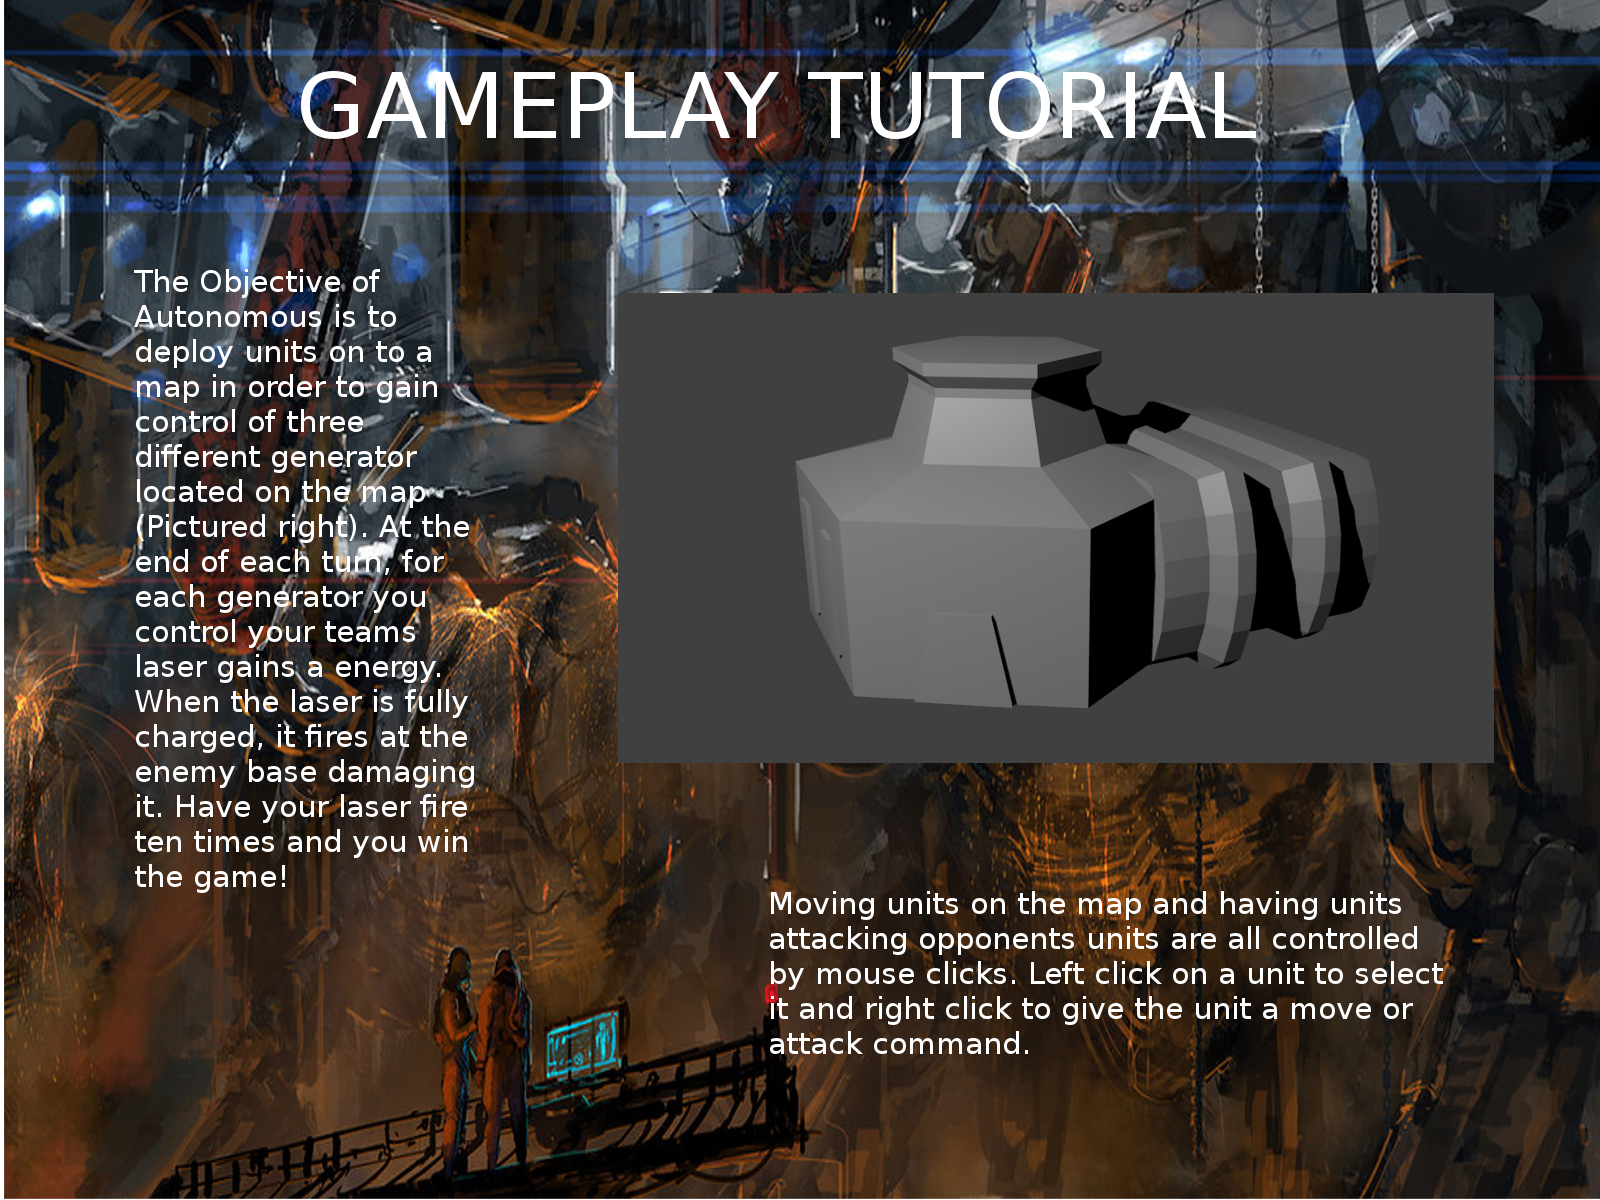 GAMEPLAY TUTORIAL
The Objective of
Autonomous is to
deploy units on to a
map in order to gain
control of three
different generator
located on the map
(Pictured right). At the
end of each turn, for
each generator you
control your teams
laser gains a energy.
When the laser is fully
charged, it fires at the
enemy base damaging
it. Have your laser fire
ten times and you win
the game!
Moving units on the map and having units
attacking opponents units are all controlled
by mouse clicks. Left click on a unit to select
it and right click to give the unit a move or
attack command.